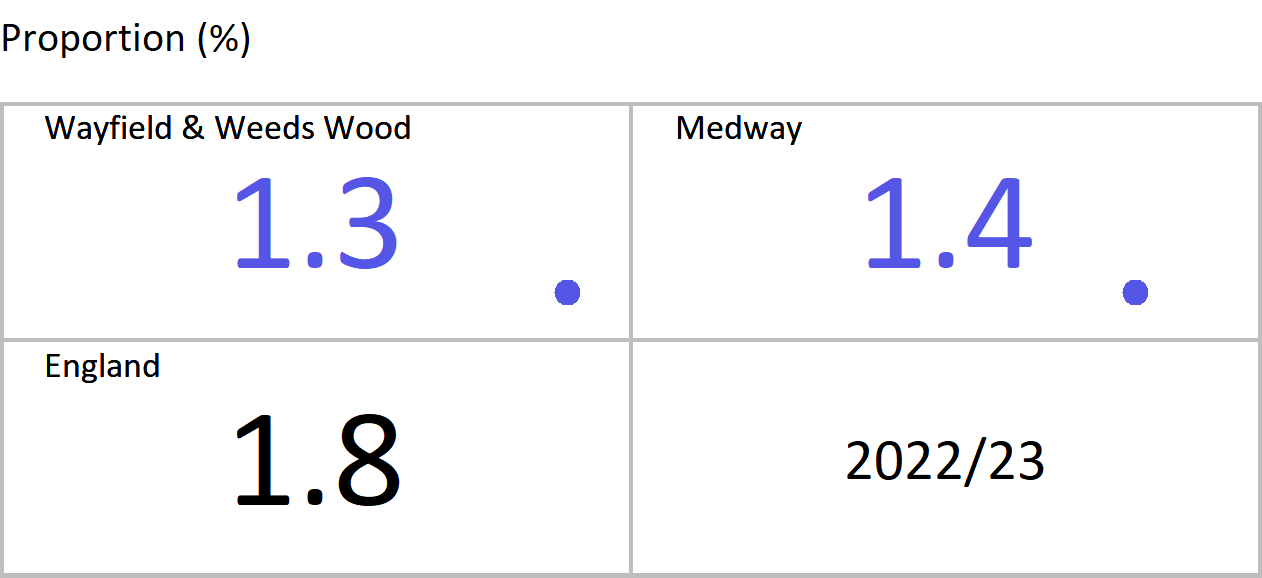 Proportion (%)
Wayfield & Weeds Wood
1.3
Medway
1.4
England
1.8
2022/23